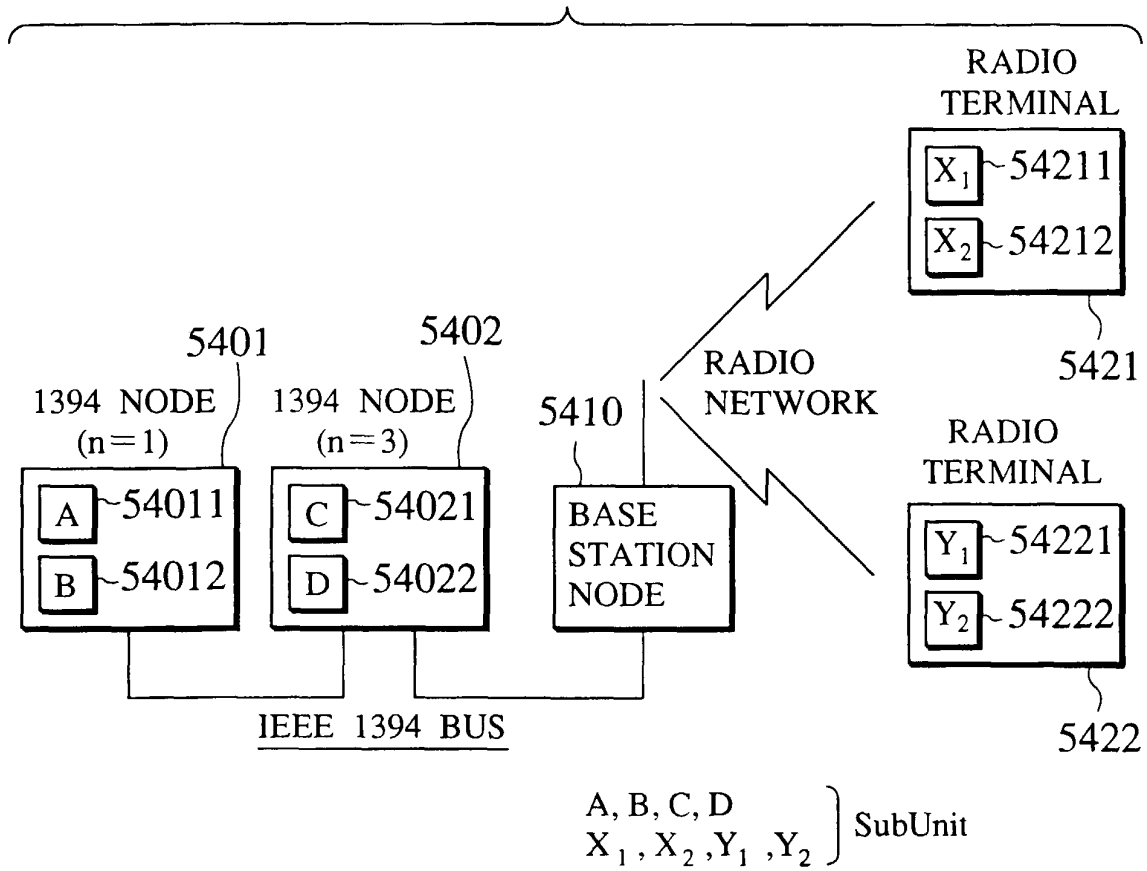 RADIO
TERMINAL
X1 54211
X2 54212
5421
5401
5402
1394 NODE
(n=1)
1394 NODE
(n=3)
5410
RADIO
NETWORK
A 54011
B 54012
C 54021
D 54022
BASE
STATION
NODE
RADIO
TERMINAL
Y1 54221
Y2 54222
5422
IEEE 1394 BUS
A, B, C, D
X1 , X2 ,Y1 ,Y2
SubUnit